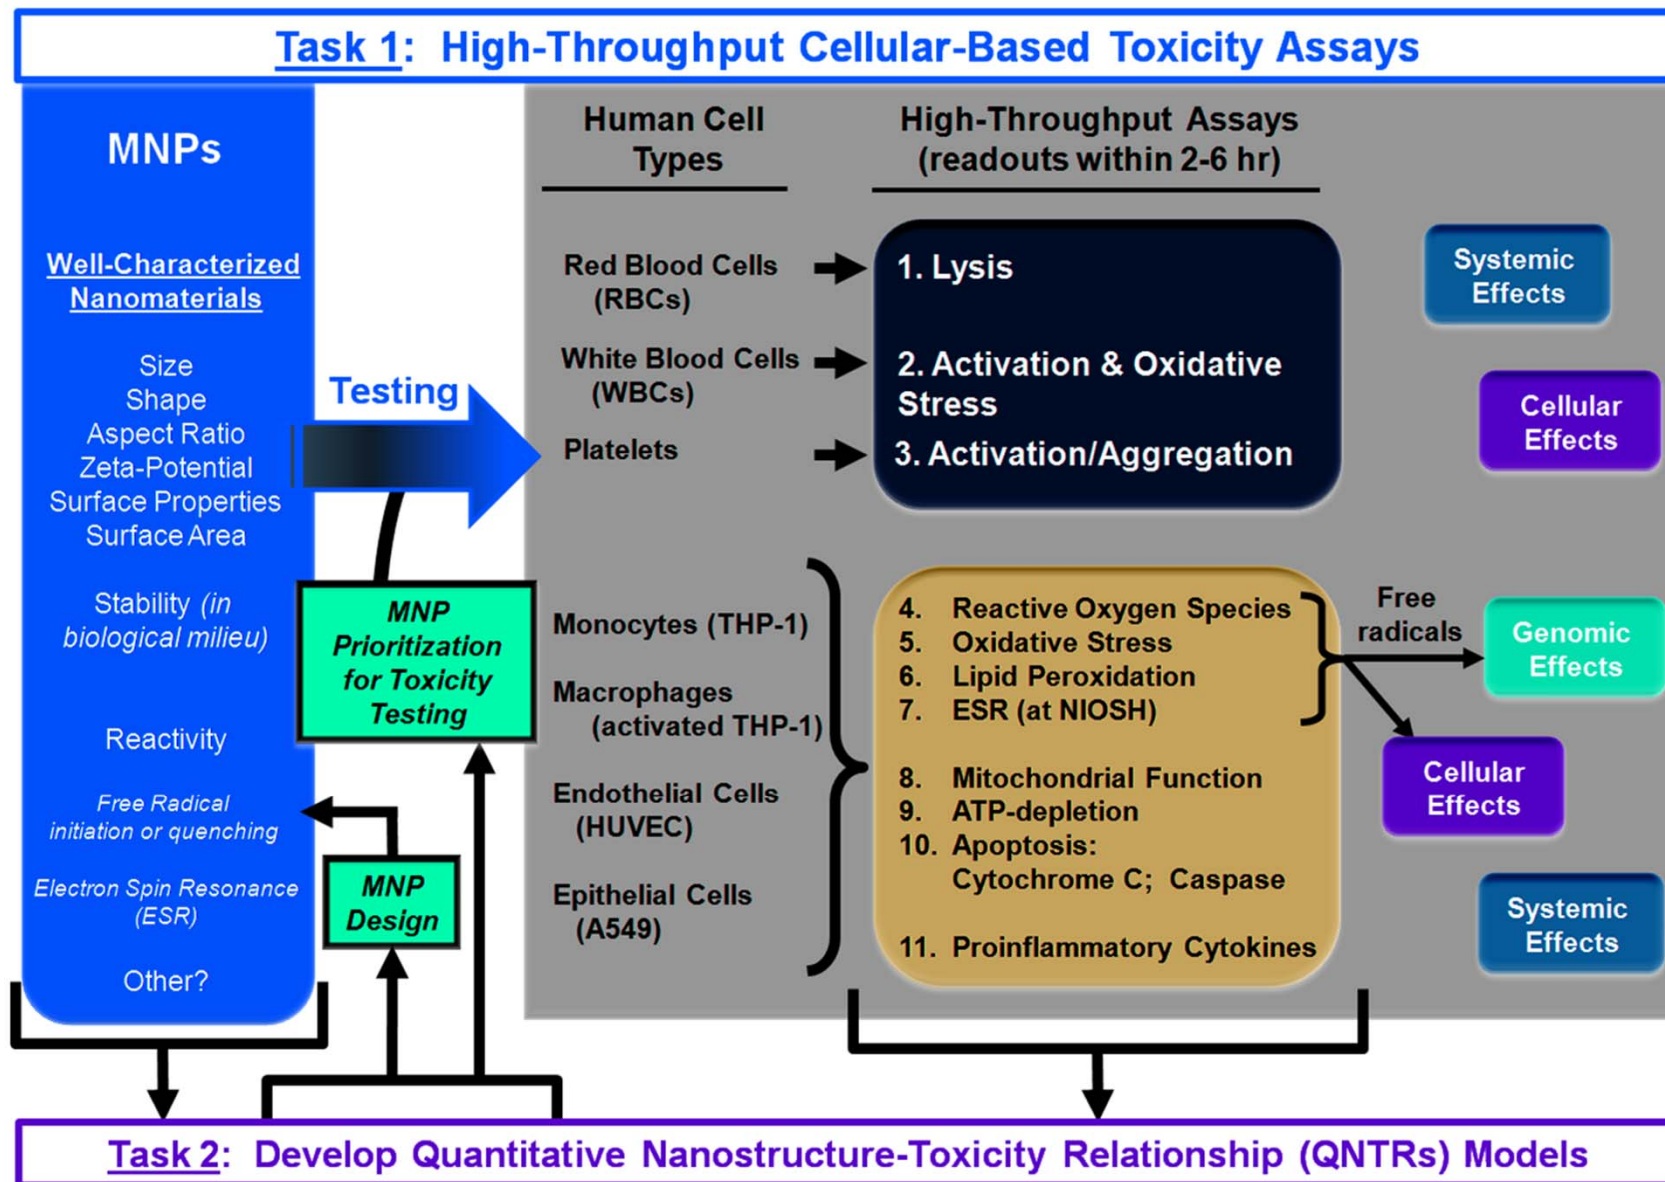 Task 1: High-Throughput Cellular-Based Toxicity Assays
MNPs
Well-Characterized
Nanomaterials
Size
Shape
Aspect Ratio
Zeta-Potential
Surface Properties
Surface Area
Stability (in
biological milieu)
Reactivity
Free Radical
initiation or quenching
Electron Spin Resonance
(ESR)
Other?
Testing
MNP
Prioritization
for Toxicity
Testing
MNP
Design
Human Cell
Types
Red Blood Cells
(RBCs)
White Blood Cells
(WBCs)
Platelets
Monocytes (THP-1)
Macrophages
(activated THP-1)
Endothelial Cells
(HUVEC)
Epithelial Cells
(A549)
High-Throughput Assays
(readouts within 2-6 hr)
1. Lysis
2. Activation & Oxidative
Stress
3. Activation/Aggregation
4. Reactive Oxygen Species
5. Oxidative Stress
6. Lipid Peroxidation
7. ESR (at NIOSH)
8. Mitochondrial Function
9. ATP-depletion
10. Apoptosis:
Cytochrome C; Caspase
11. Proinflammatory Cytokines
Systemic
Effects
Cellular
Effects
Free
radicals
Genomic
Effects
Cellular
Effects
Systemic
Effects
Task 2: Develop Quantitative Nanostructure-Toxicity Relationship (QNTRs) Models